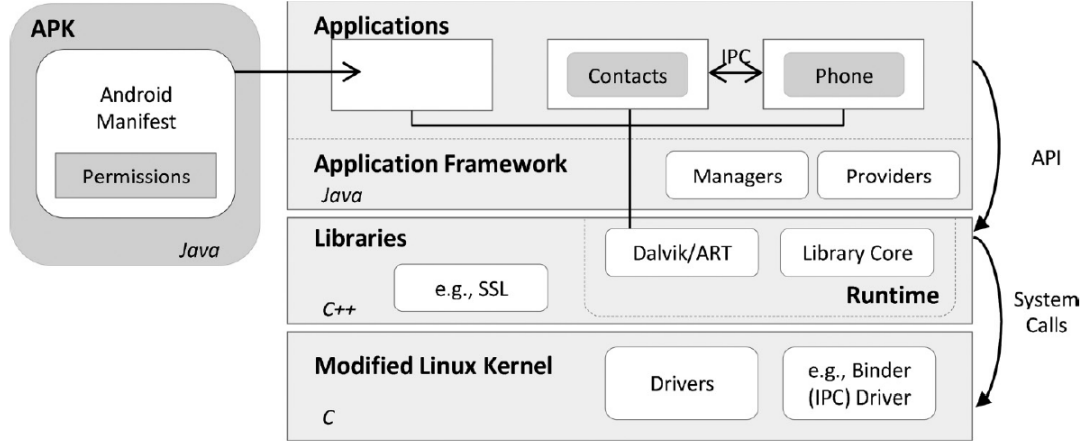 APK
Android
Manifest
Permissions
Java
Applications
Contacts
IPC
Phone
Application Framework
Java
Managers
Providers
API
Libraries
C++
e.g., SSL
Dalvik/ART
Library Core
Runtime
System
Calls
Modified Linux Kernel
C
Drivers
e.g., Binder
(IPC) Driver